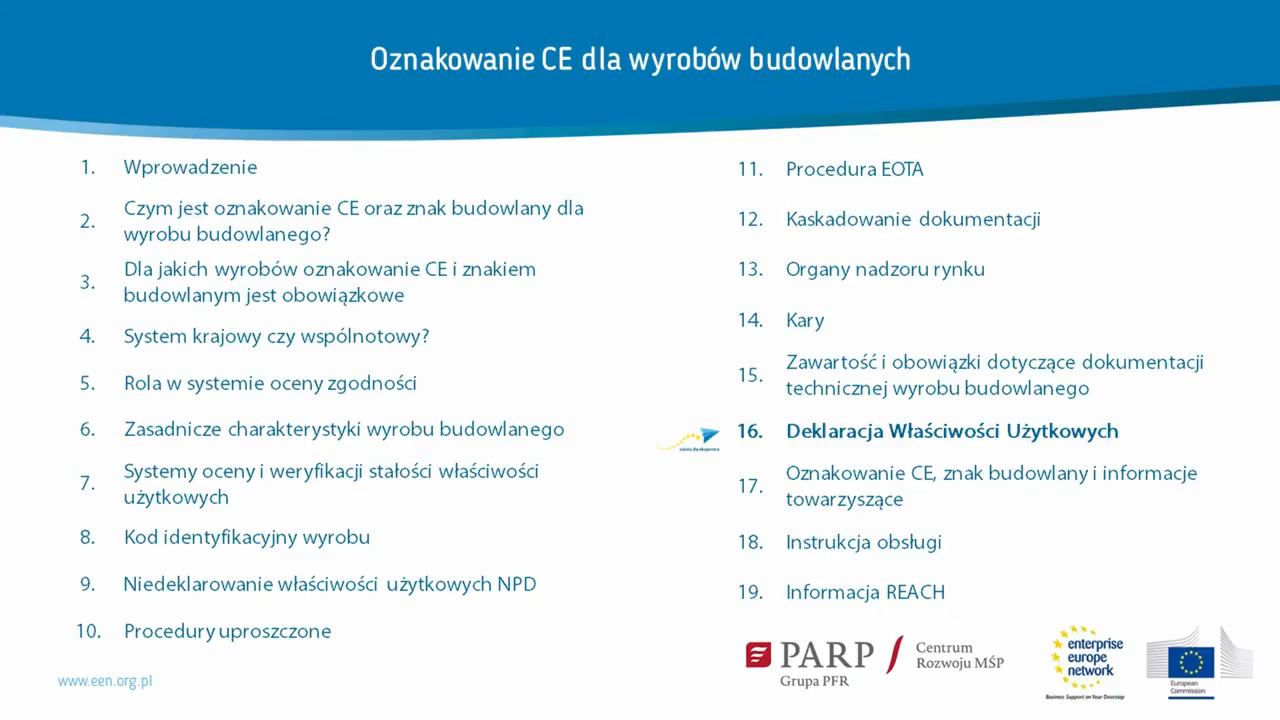 Oznakowanie CE dla wyrobów budowlanych
1. Wprowadzenie
2. Czym jest oznakowanie CE oraz znak budowlany dla
wyrobu budowlanego?
3. Dla jakich wyrobów oznakowanie CE i znakiem
budowlanym jest obowiązkowe
4. System krajowy czy wspólnotowy?
5. Rola w systemie oceny zgodności
6. Zasadnicze charakterystyki wyrobu budowlanego
7. Systemy oceny i weryfikacji stałości właściwości
użytkowych
8. Kod identyfikacyjny wyrobu
9. Niedeklarowanie właściwości użytkowych NPD
10. Procedury uproszczone
11. Procedura EOTA
12. Kaskadowanie dokumentacji
13. Organy nadzoru rynku
14. Kary
15. Zawartość i obowiązki dotyczące dokumentacji
technicznej wyrobu budowlanego
szkoła dla eksportera
16. Deklaracja Właściwości Użytkowych
17. Oznakowanie CE, znak budowlany i informacje
towarzyszące
18. Instrukcja obsługi
19. Informacja REACH
www.een.org.pl
PARP
Grupa PFR
Centrum
Rozwoju MŚP
enterprise
europe
network
Business Support on Your Doorstep
European
Commission